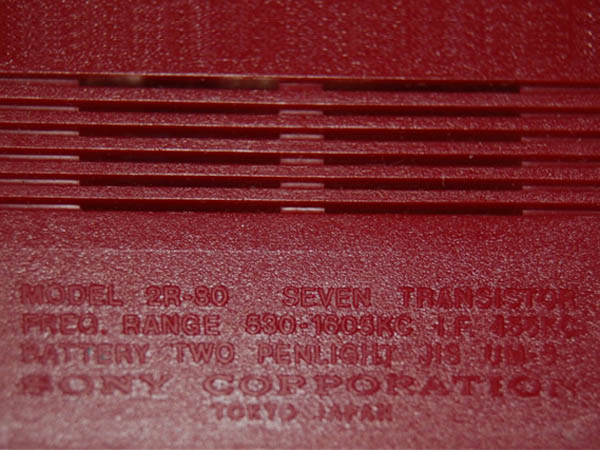 MODEL 2R-80 SEVEN TRANSISTOR
FREQ. RANGE 530-1605KC I.F. 455KC
BATTERY TWO PENLIGHT JIS UM-3
SONY CORPORATION
TOKYO JAPAN